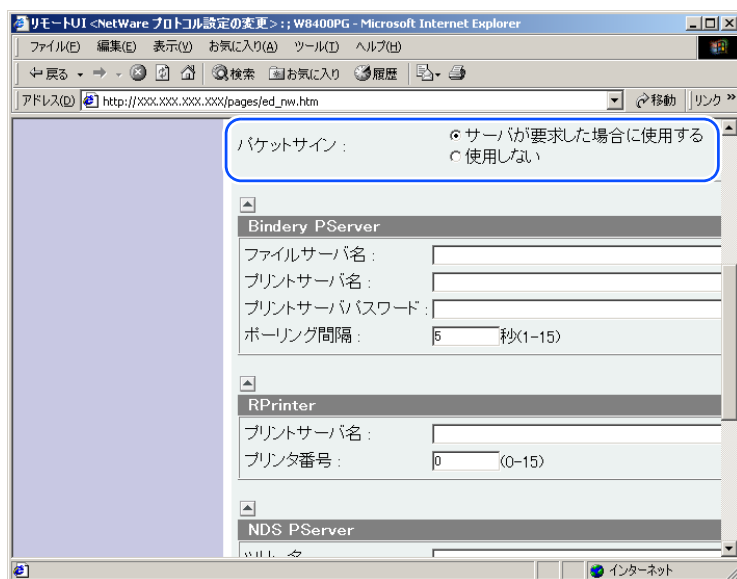 リモートUI <NetWare プロトコル設定の変更> : ; W8400PG - Microsoft Internet Explorer
ファイル(F) 編集(E) 表示(V) お気に入り(A) ツール(T) ヘルプ(H)
戻る 検索 お気に入り 履歴
アドレス(D) http://XXX.XXX.XXX.XXX/pages/ed_nw.htm 移動 リンク »
パケットサイン : サーバが要求した場合に使用する
使用しない
Bindery PServer
ファイルサーバ名 :
プリントサーバ名 :
プリントサーバパスワード :
ポーリング間隔 : 5 秒(1-15)
RPrinter
プリントサーバ名 :
プリンタ番号 : 0 (0-15)
NDS PServer
インターネット